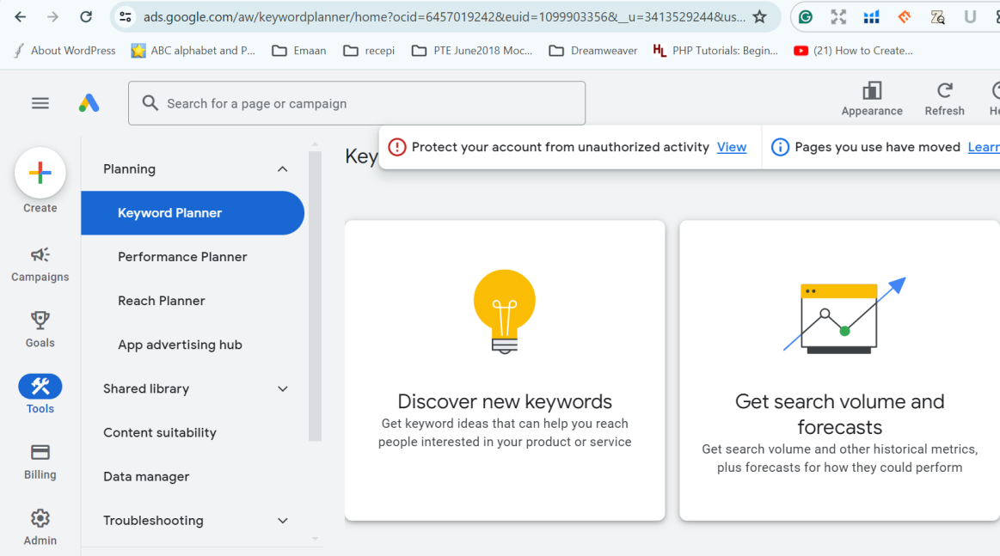 ads.google.com/aw/keywordplanner/home?ocid=6457019242&euid=1099903356&__u=3413529244&us...
About WordPress
ABC alphabet and P...
Emaan
recepi
PTE June2018 Moc...
Dreamweaver
HL PHP Tutorials: Begin...
(21) How to Create...
Search for a page or campaign
Appearance
Refresh
Protect your account from unauthorized activity View
Pages you use have moved
Create
Campaigns
Goals
Tools
Billing
Admin
Planning
Keyword Planner
Performance Planner
Reach Planner
App advertising hub
Shared library
Content suitability
Data manager
Troubleshooting
Discover new keywords
Get keyword ideas that can help you reach
people interested in your product or service
Get search volume and
forecasts
Get search volume and other historical metrics,
plus forecasts for how they could perform